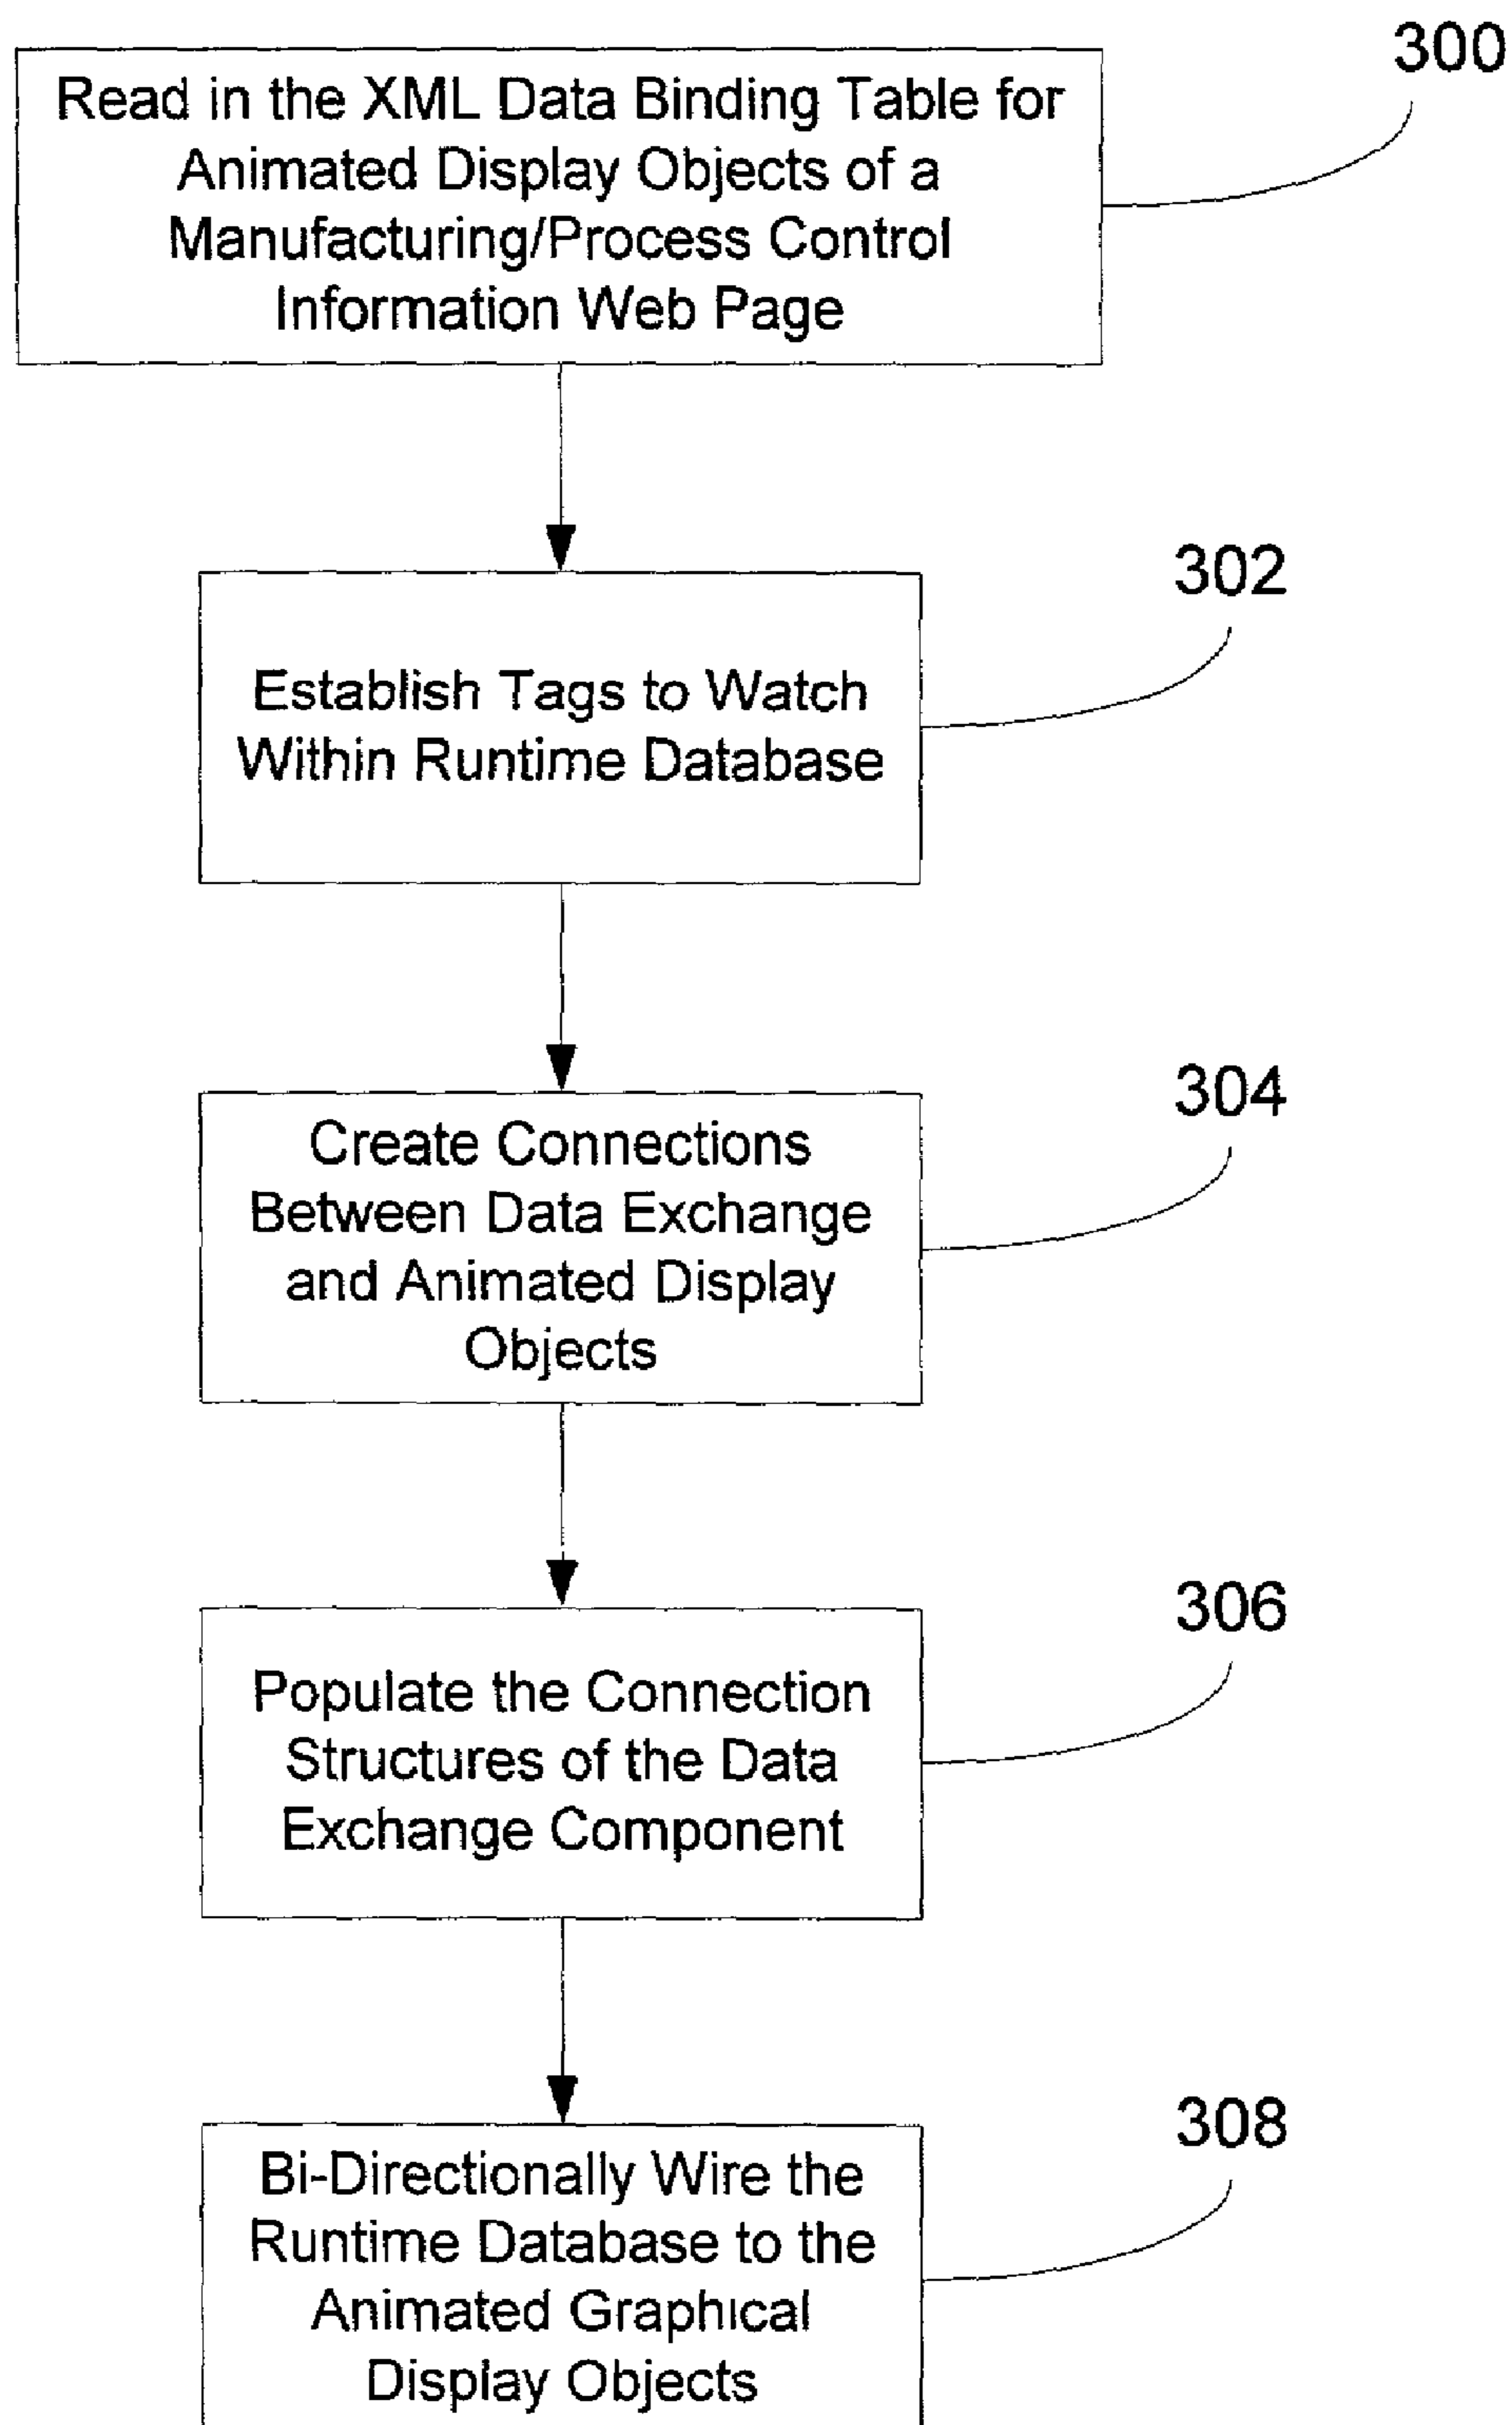 300
Read in the XML Data Binding Table for
Animated Display Objects of a
Manufacturing/Process Control
Information Web Page
302
Establish Tags to Watch
Within Runtime Database
304
Create Connections
Between Data Exchange
and Animated Display
Objects
306
Populate the Connection
Structures of the Data
Exchange Component
308
Bi-Directionally Wire the
Runtime Database to the
Animated Graphical
Display Objects